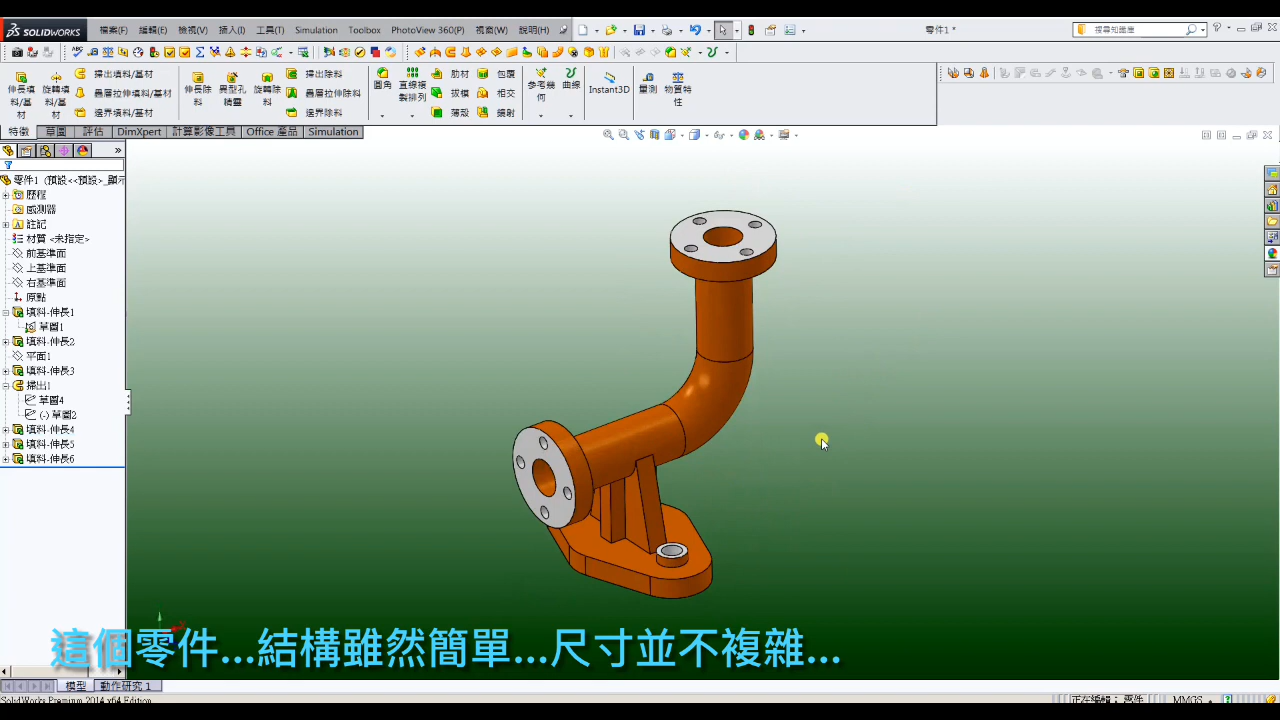 SOLIDWORKS
檔案(F) 編輯(E) 檢視(V) 插入(I) 工具(T) Simulation Toolbox PhotoView 360(P) 視窗(W) 說明(H)
零件1 *
搜尋知識庫
伸長填料/基材
旋轉填料/基材
掃出填料/基材
疊層拉伸填料/基材
邊界填料/基材
伸長除料
異型孔精靈
旋轉除料
掃出除料
疊層拉伸除料
邊界除料
圓角
直線複製排列
肋材
拔模
薄殼
包覆
相交
鏡射
參考幾何
曲線
Instant3D
量測
物質特性
特徵 草圖 評估 DimXpert 計算影像工具 Office 產品 Simulation
零件1 (預設<<預設>_顯示
歷程
感測器
註記
材質 <未指定>
前基準面
上基準面
右基準面
原點
填料-伸長1
草圖1
填料-伸長2
平面1
填料-伸長3
掃出1
草圖4
(-) 草圖2
填料-伸長4
填料-伸長5
填料-伸長6
這個零件...結構雖然簡單...尺寸並不複雜...
模型 動作研究 1
SolidWorks Premium 2014 x64 Edition
正在編輯: 零件
MMGS